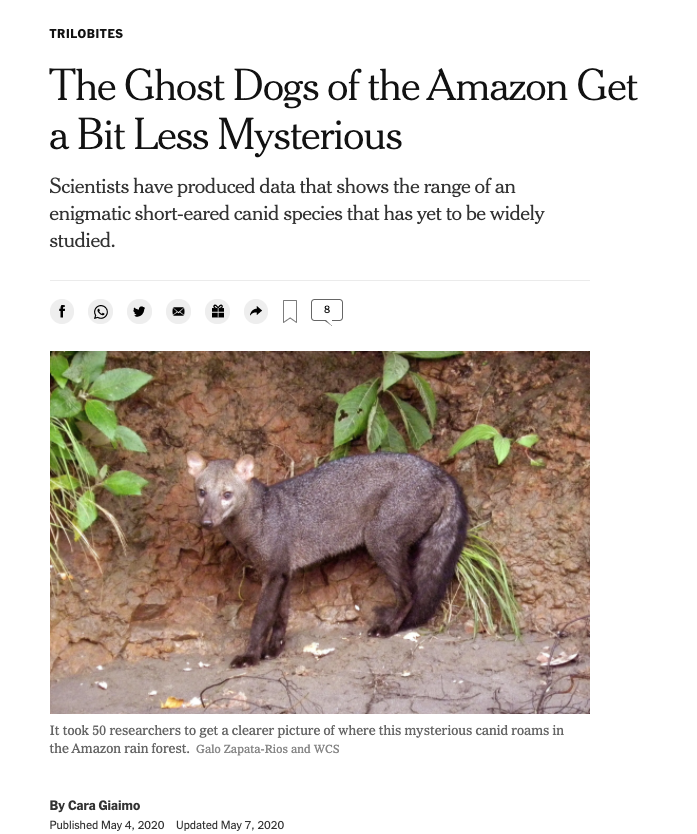 TRILOBITES
The Ghost Dogs of the Amazon Get
a Bit Less Mysterious
Scientists have produced data that shows the range of an
enigmatic short-eared canid species that has yet to be widely
studied.
8
It took 50 researchers to get a clearer picture of where this mysterious canid roams in
the Amazon rain forest. Galo Zapata-Rios and WCS
By Cara Giaimo
Published May 4, 2020 Updated May 7, 2020